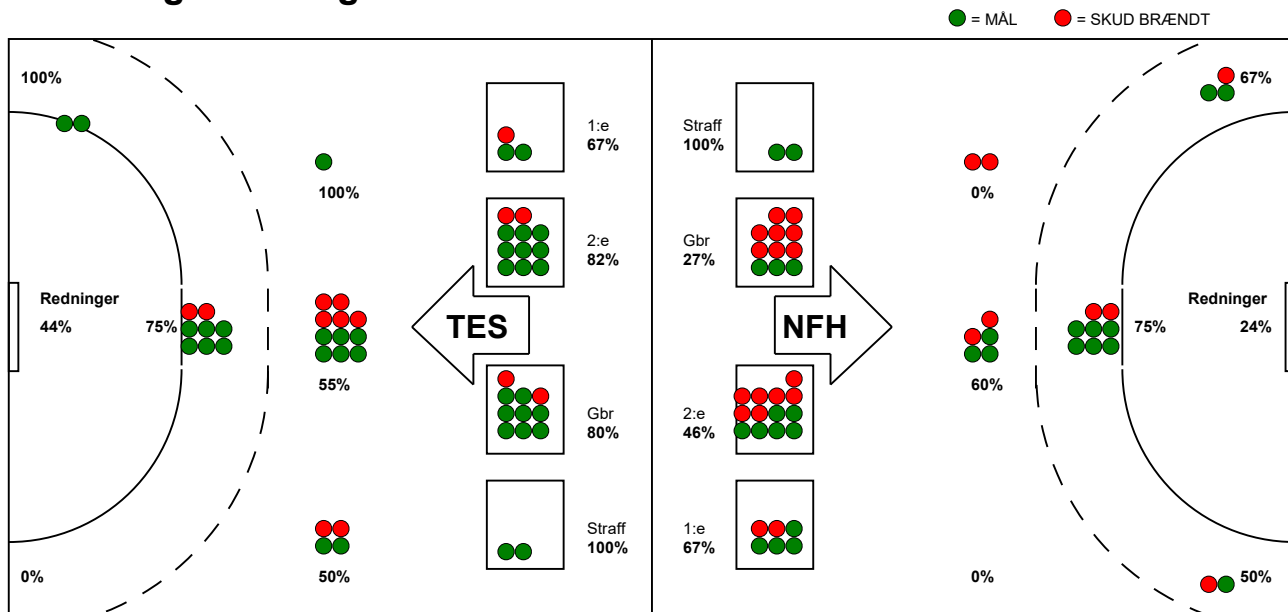 = MÅL
= SKUD BRÆNDT
100%
1:e
67%
Straff
100%
67%
100%
0%
2:e
82%
Gbr
27%
Redninger
44%
75%
TES
NFH
75%
Redninger
24%
55%
60%
Gbr
80%
2:e
46%
Straff
100%
1:e
67%
0%
50%
0%
50%